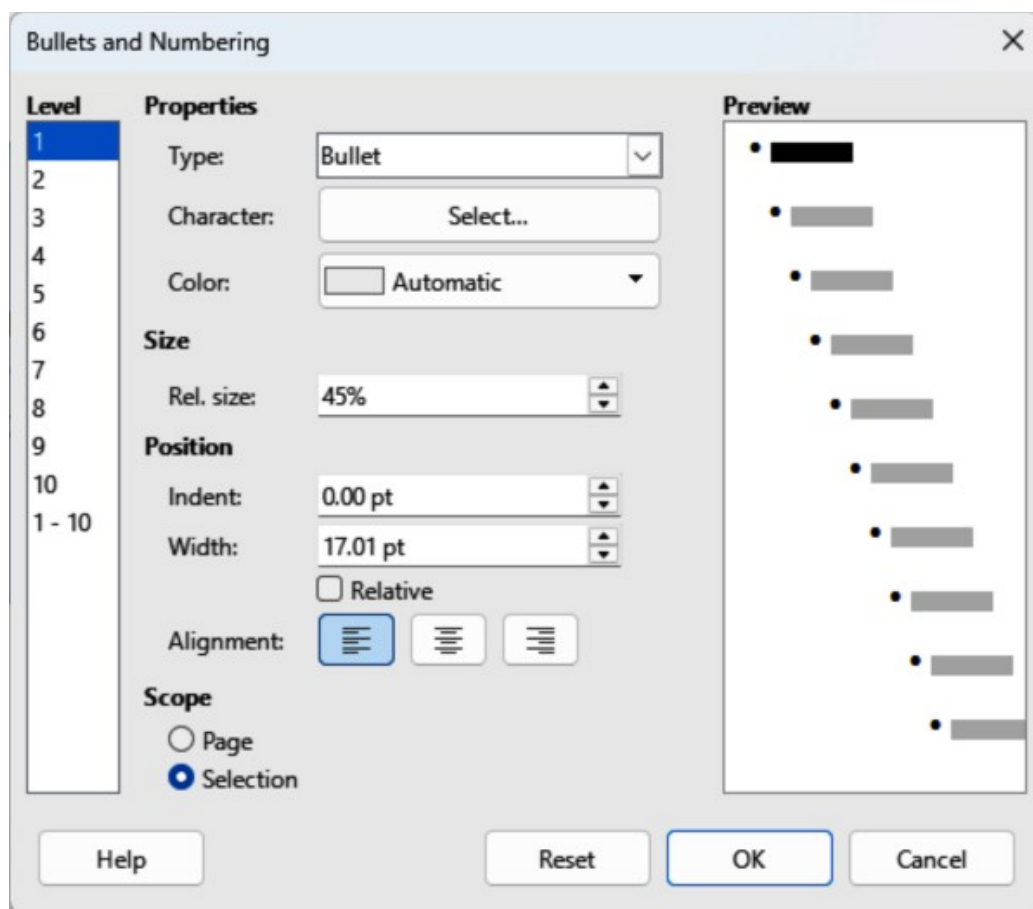 Bullets and Numbering
Level
1
2
3
4
5
6
7
8
9
10
1 - 10
Properties
Type:
Bullet
Character:
Select...
Color:
Automatic
Size
Rel. size:
45%
Position
Indent:
0.00 pt
Width:
17.01 pt
Relative
Alignment:
Scope
Page
Selection
Preview
Help
Reset
OK
Cancel